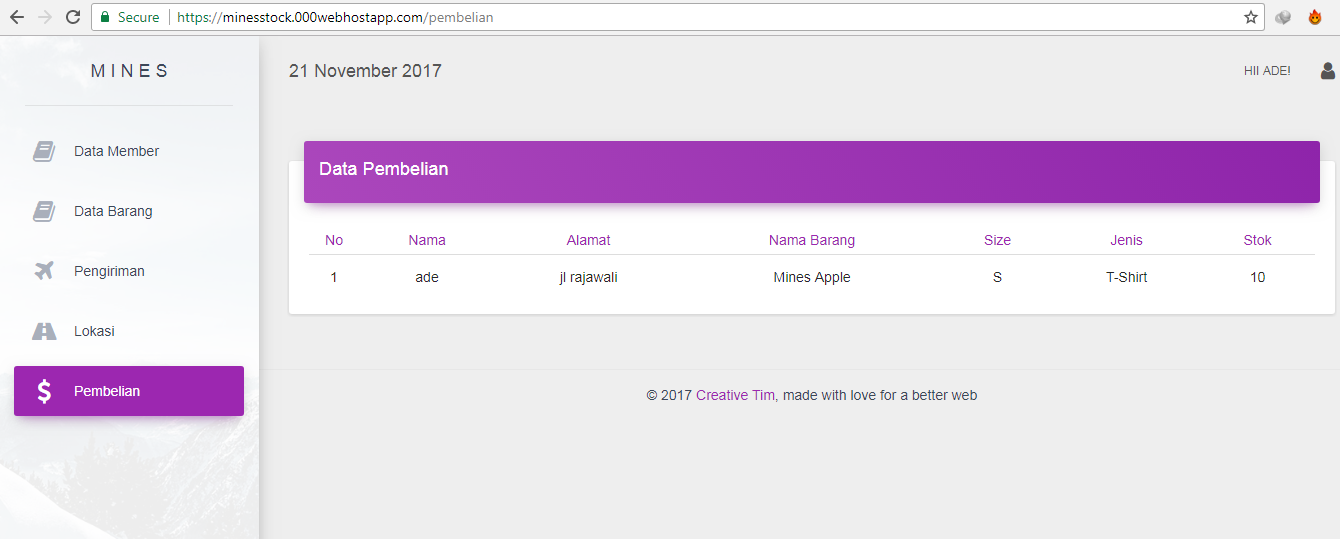 Secure
https://minesstock.000webhostapp.com/pembelian
MINES
21 November 2017
HII ADE!
Data Member
Data Barang
Pengiriman
Lokasi
Pembelian
Data Pembelian
No Nama Alamat Nama Barang Size Jenis Stok
1 ade jl rajawali Mines Apple S T-Shirt 10
© 2017 Creative Tim, made with love for a better web